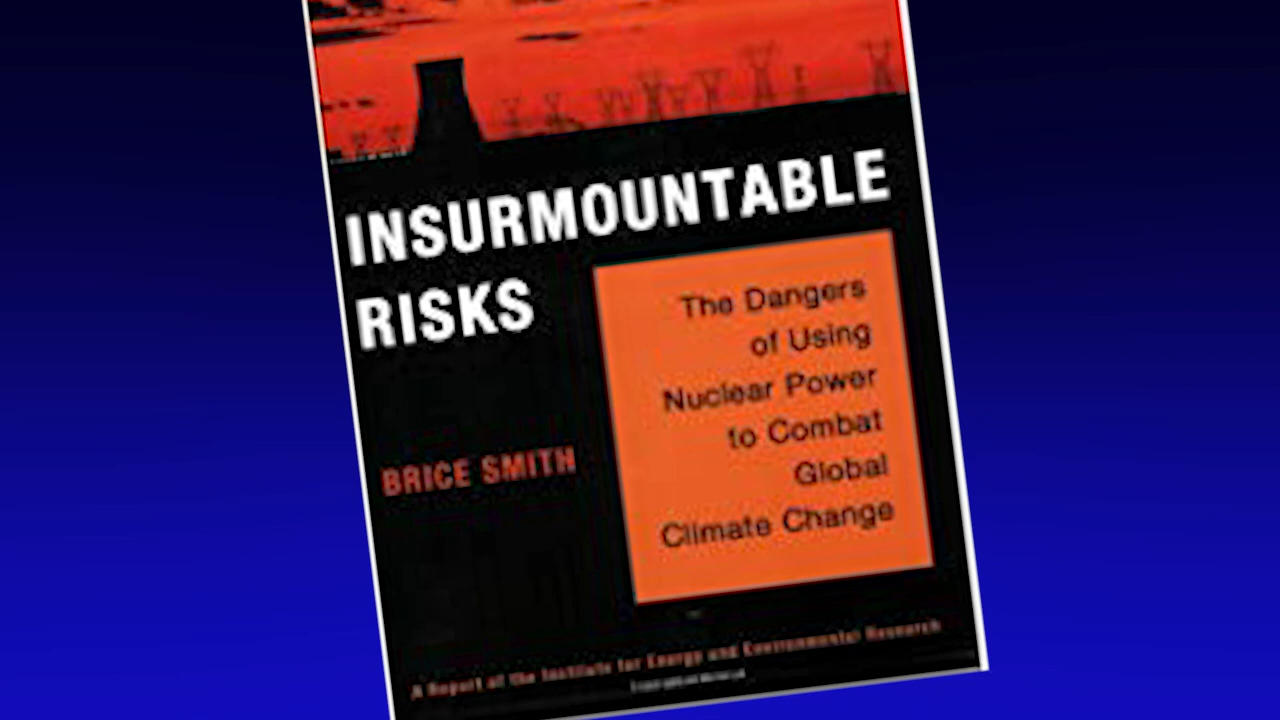 INSURMOUNTABLE
RISKS
The Dangers
of Using
Nuclear Power
to Combat
Global
Climate Change
BRICE SMITH
A Report of the Institute for Energy and Environmental Research